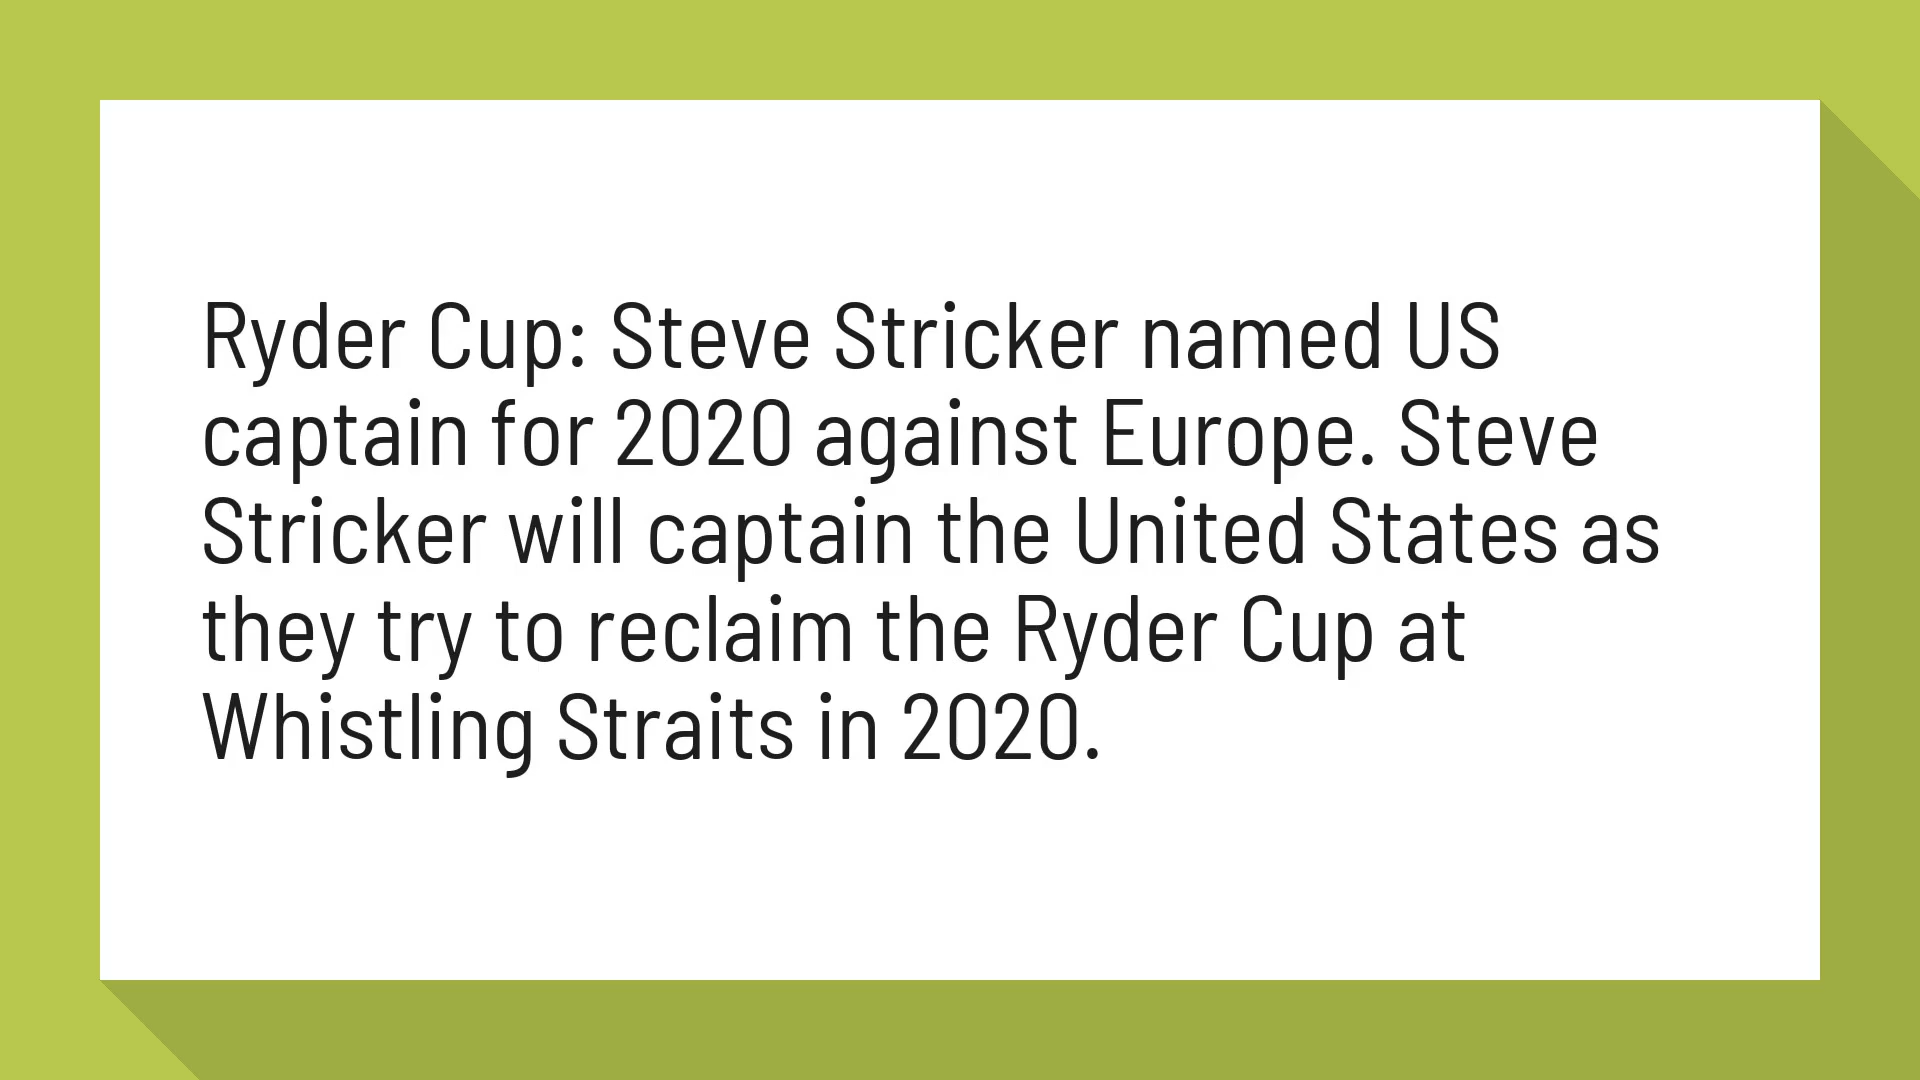 Ryder Cup: Steve Stricker named US
captain for 2020 against Europe. Steve
Stricker will captain the United States as
they try to reclaim the Ryder Cup at
Whistling Straits in 2020.